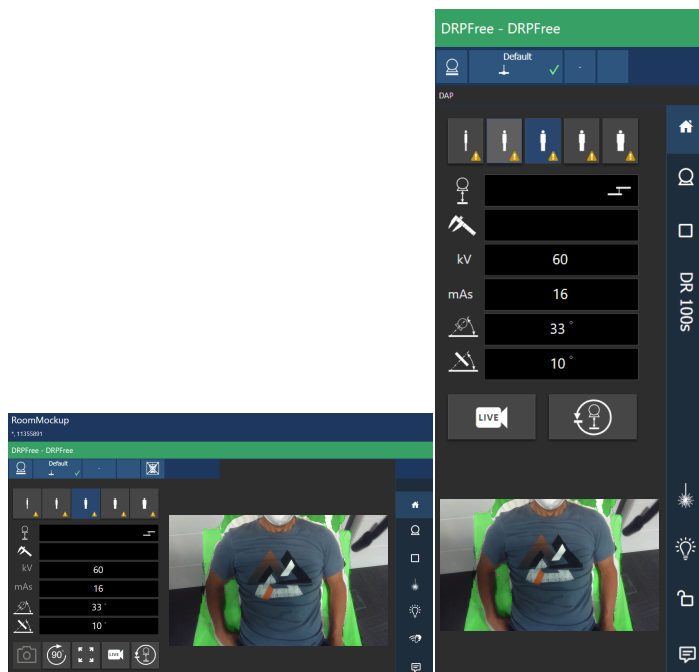 RoomMockup
*, 11355891
DRPFree - DRPFree
Default
-
kV
60
mAs
16
33 °
10 °
90°
LIVE
DRPFree - DRPFree
Default
-
DAP
kV
60
mAs
16
33 °
10 °
LIVE
DR 100s